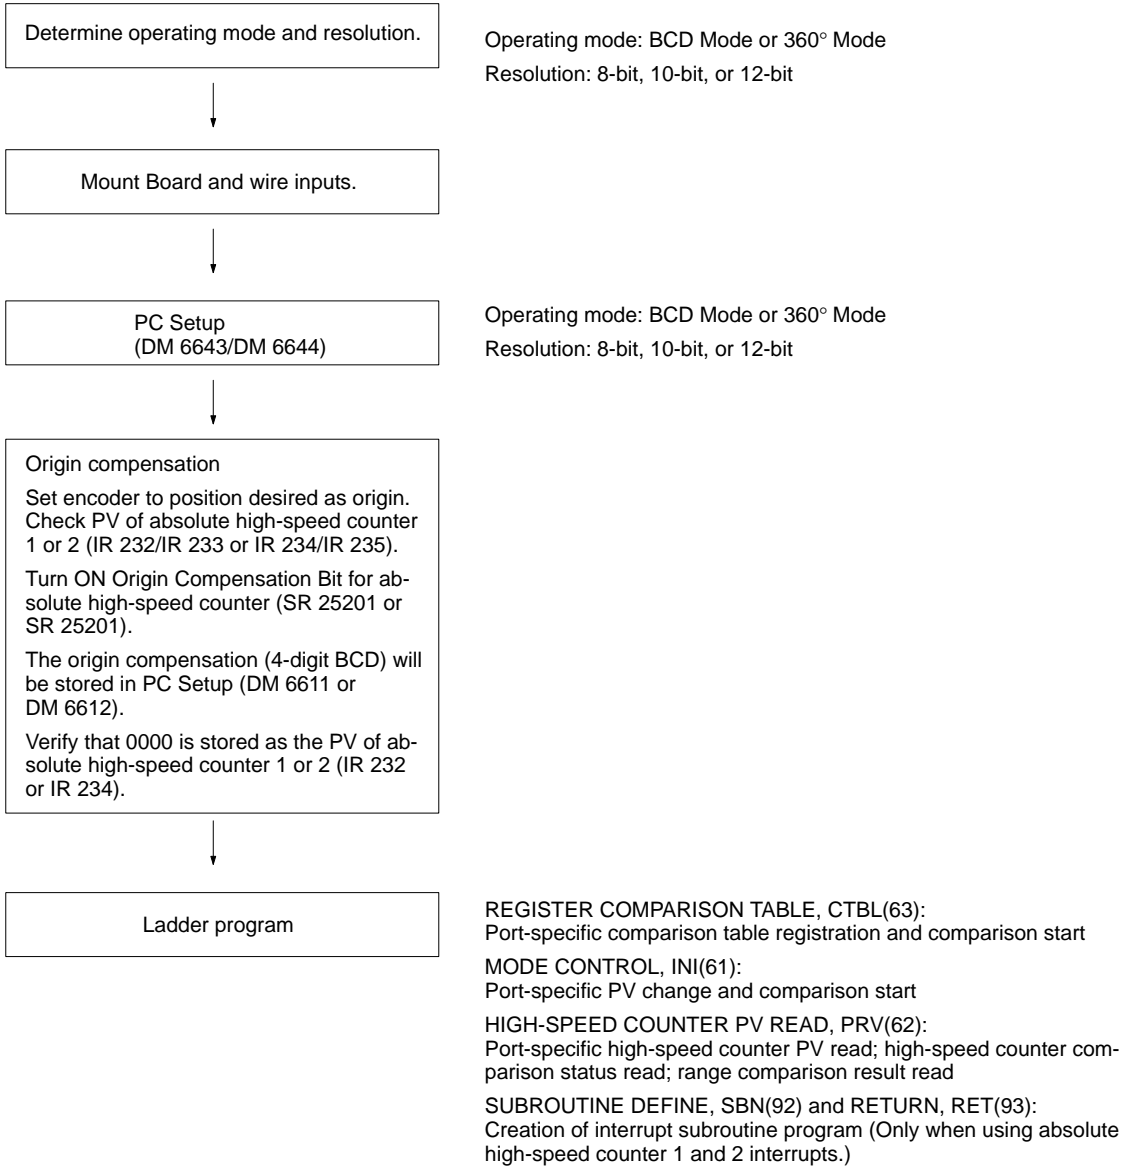 Determine operating mode and resolution.
Operating mode: BCD Mode or 360° Mode
Resolution: 8-bit, 10-bit, or 12-bit
Mount Board and wire inputs.
PC Setup
(DM 6643/DM 6644)
Operating mode: BCD Mode or 360° Mode
Resolution: 8-bit, 10-bit, or 12-bit
Origin compensation
Set encoder to position desired as origin.
Check PV of absolute high-speed counter
1 or 2 (IR 232/IR 233 or IR 234/IR 235).
Turn ON Origin Compensation Bit for ab-
solute high-speed counter (SR 25201 or
SR 25201).
The origin compensation (4-digit BCD) will
be stored in PC Setup (DM 6611 or
DM 6612).
Verify that 0000 is stored as the PV of ab-
solute high-speed counter 1 or 2 (IR 232
or IR 234).
Ladder program
REGISTER COMPARISON TABLE, CTBL(63):
Port-specific comparison table registration and comparison start
MODE CONTROL, INI(61):
Port-specific PV change and comparison start
HIGH-SPEED COUNTER PV READ, PRV(62):
Port-specific high-speed counter PV read; high-speed counter com-
parison status read; range comparison result read
SUBROUTINE DEFINE, SBN(92) and RETURN, RET(93):
Creation of interrupt subroutine program (Only when using absolute
high-speed counter 1 and 2 interrupts.)